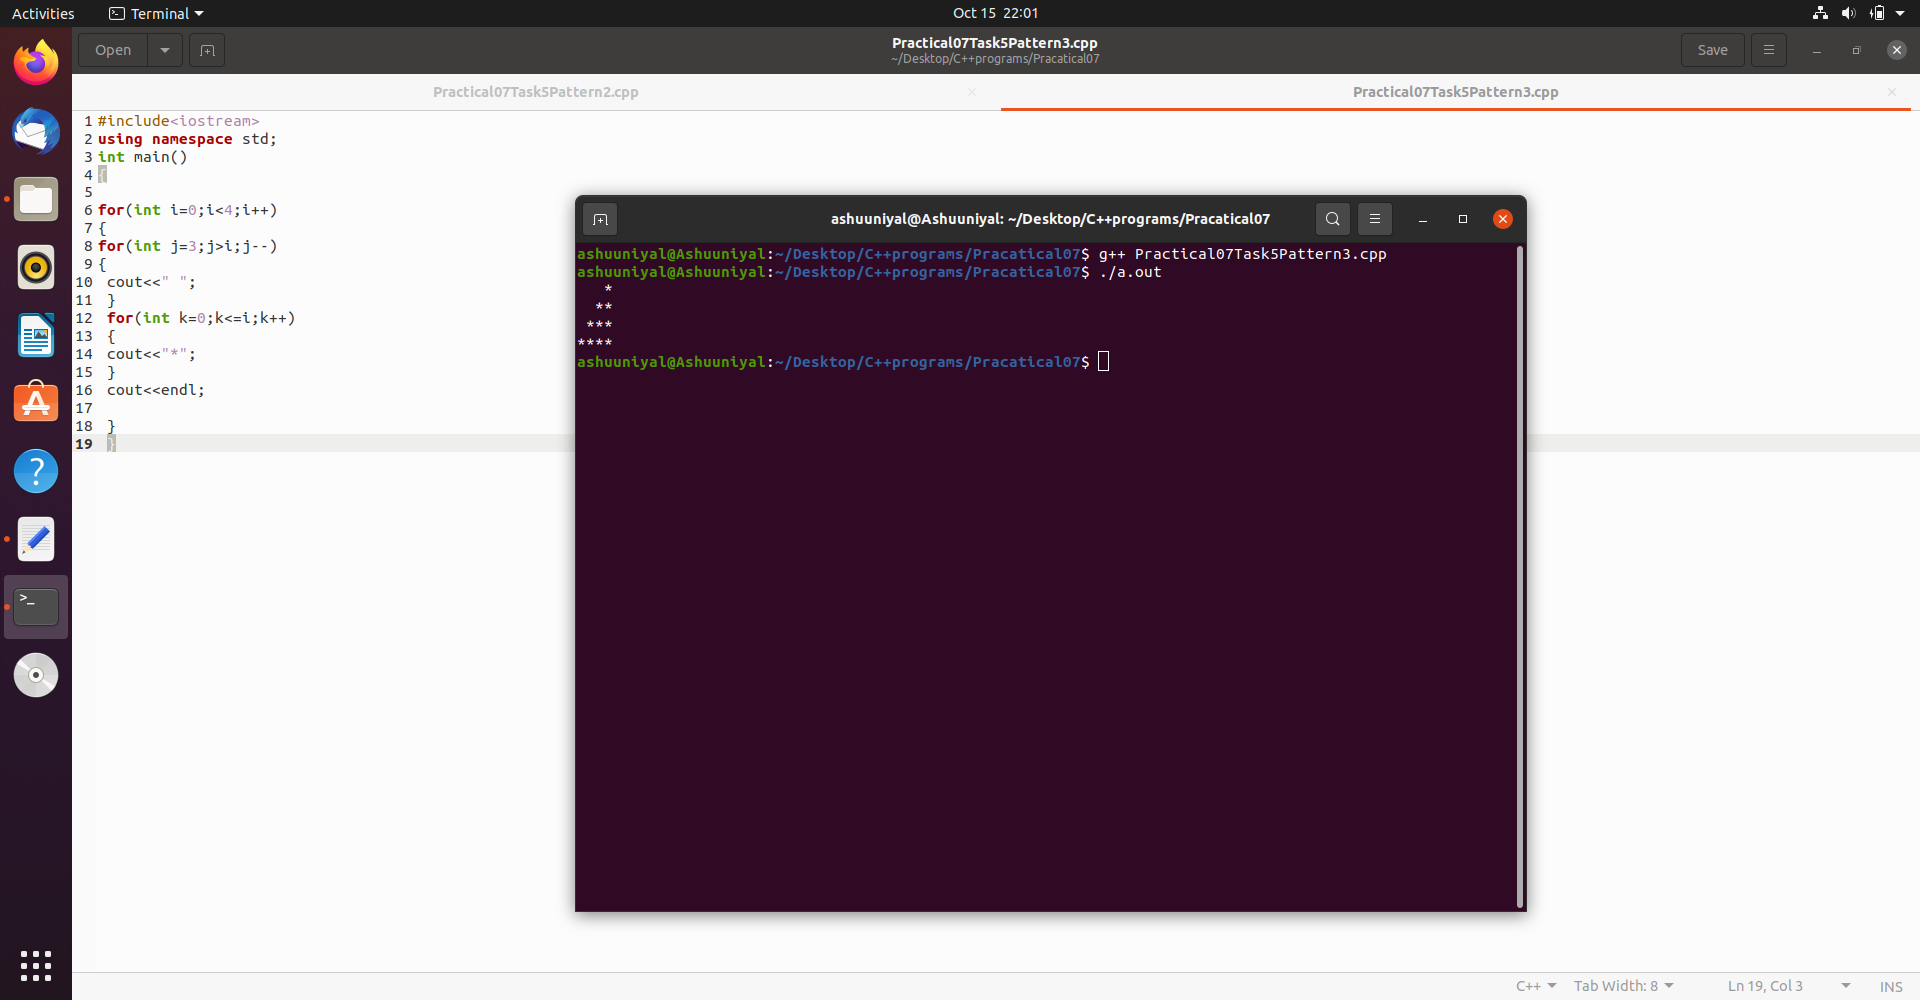 Activities
Terminal
Oct 15 22:01
Open
Practical07Task5Pattern3.cpp
~/Desktop/C++programs/Pracatical07
Save
Practical07Task5Pattern2.cpp
Practical07Task5Pattern3.cpp
1 #include<iostream>
2 using namespace std;
3 int main()
4 {
5
6 for(int i=0;i<4;i++)
7 {
8 for(int j=3;j>i;j--)
9 {
10  cout<<" ";
11  }
12  for(int k=0;k<=i;k++)
13  {
14  cout<<"*";
15  }
16  cout<<endl;
17
18  }
19  }
ashuuniyal@Ashuuniyal: ~/Desktop/C++programs/Pracatical07
ashuuniyal@Ashuuniyal:~/Desktop/C++programs/Pracatical07$ g++ Practical07Task5Pattern3.cpp
ashuuniyal@Ashuuniyal:~/Desktop/C++programs/Pracatical07$ ./a.out
   *
  **
 ***
****
ashuuniyal@Ashuuniyal:~/Desktop/C++programs/Pracatical07$
C++
Tab Width: 8
Ln 19, Col 3
INS